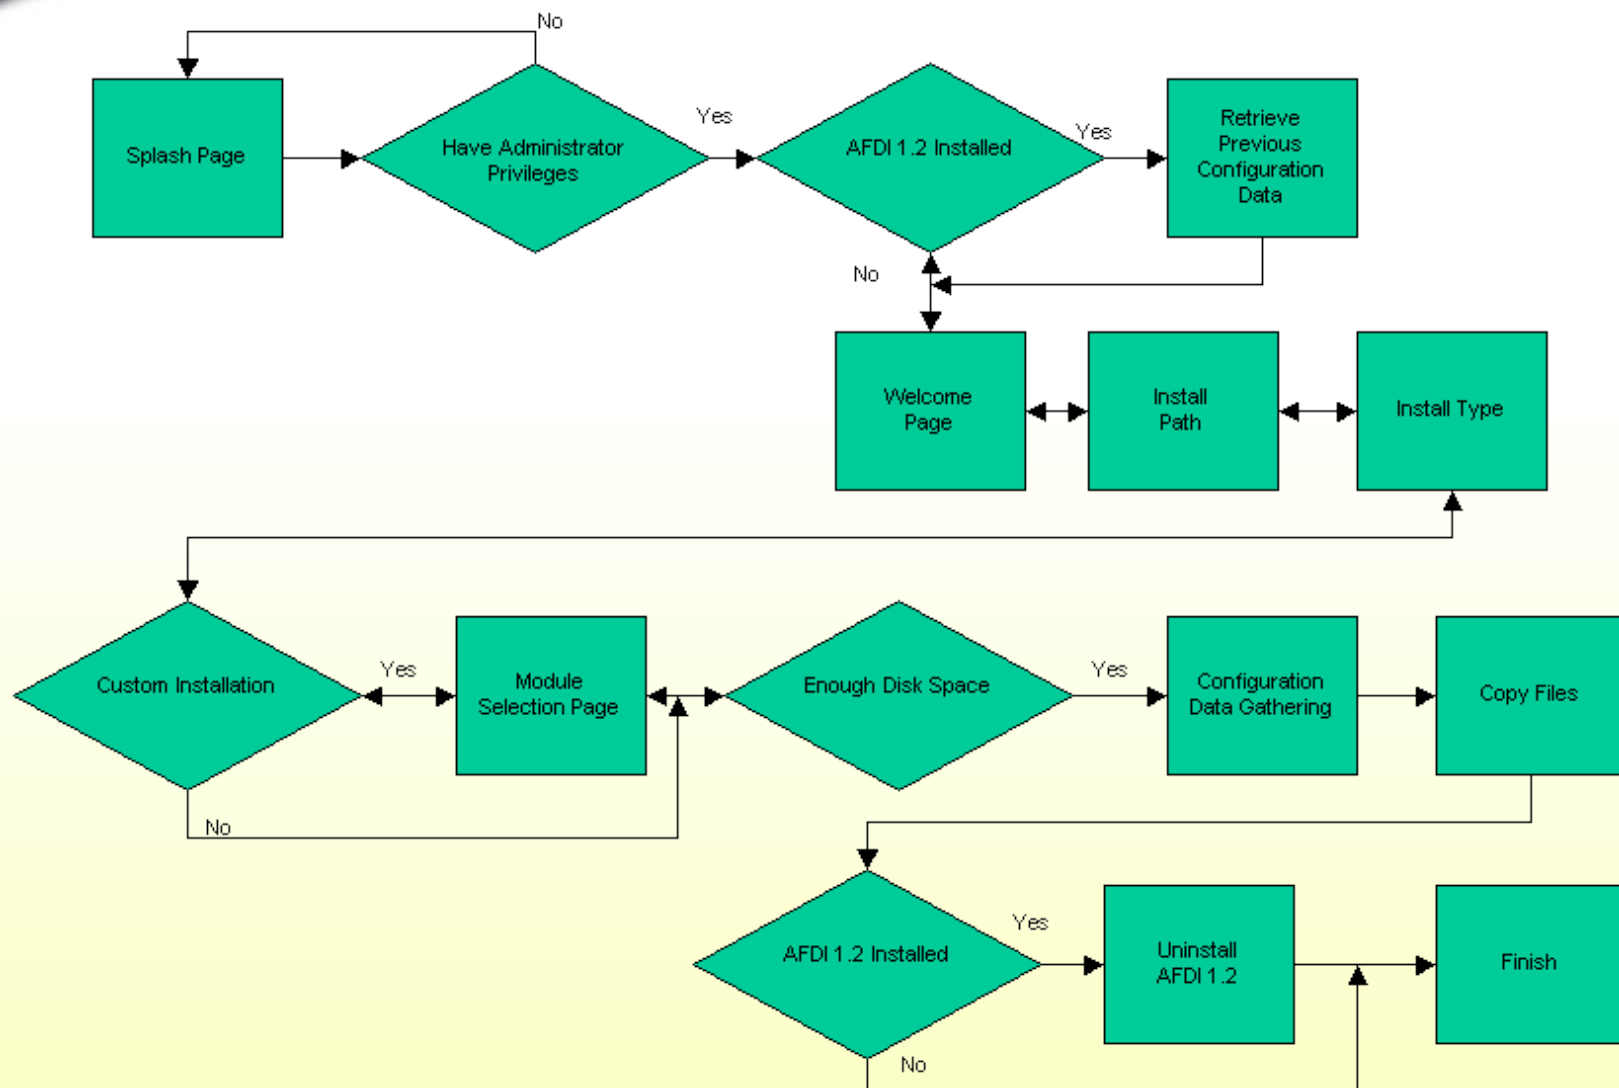 No
Splash Page
Have Administrator
Privileges
Yes
AFDI 1.2 Installed
Yes
Retrieve
Previous
Configuration
Data
No
Welcome
Page
Install
Path
Install Type
Custom Installation
Yes
Module
Selection Page
Enough Disk Space
Yes
Configuration
Data Gathering
Copy Files
No
AFDI 1.2 Installed
Yes
Uninstall
AFDI 1.2
Finish
No